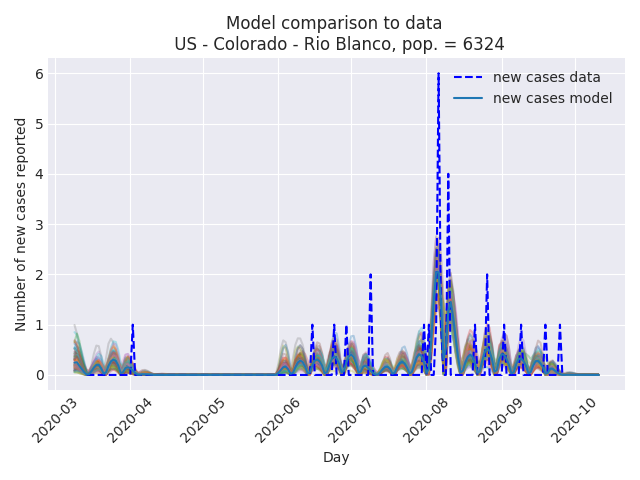 Model comparison to data
US - Colorado - Rio Blanco, pop. = 6324
new cases data
new cases model
Number of new cases reported
6
5
4
3
2
1
0
2020-03
2020-04
2020-05
2020-06
2020-07
2020-08
2020-09
2020-10
Day